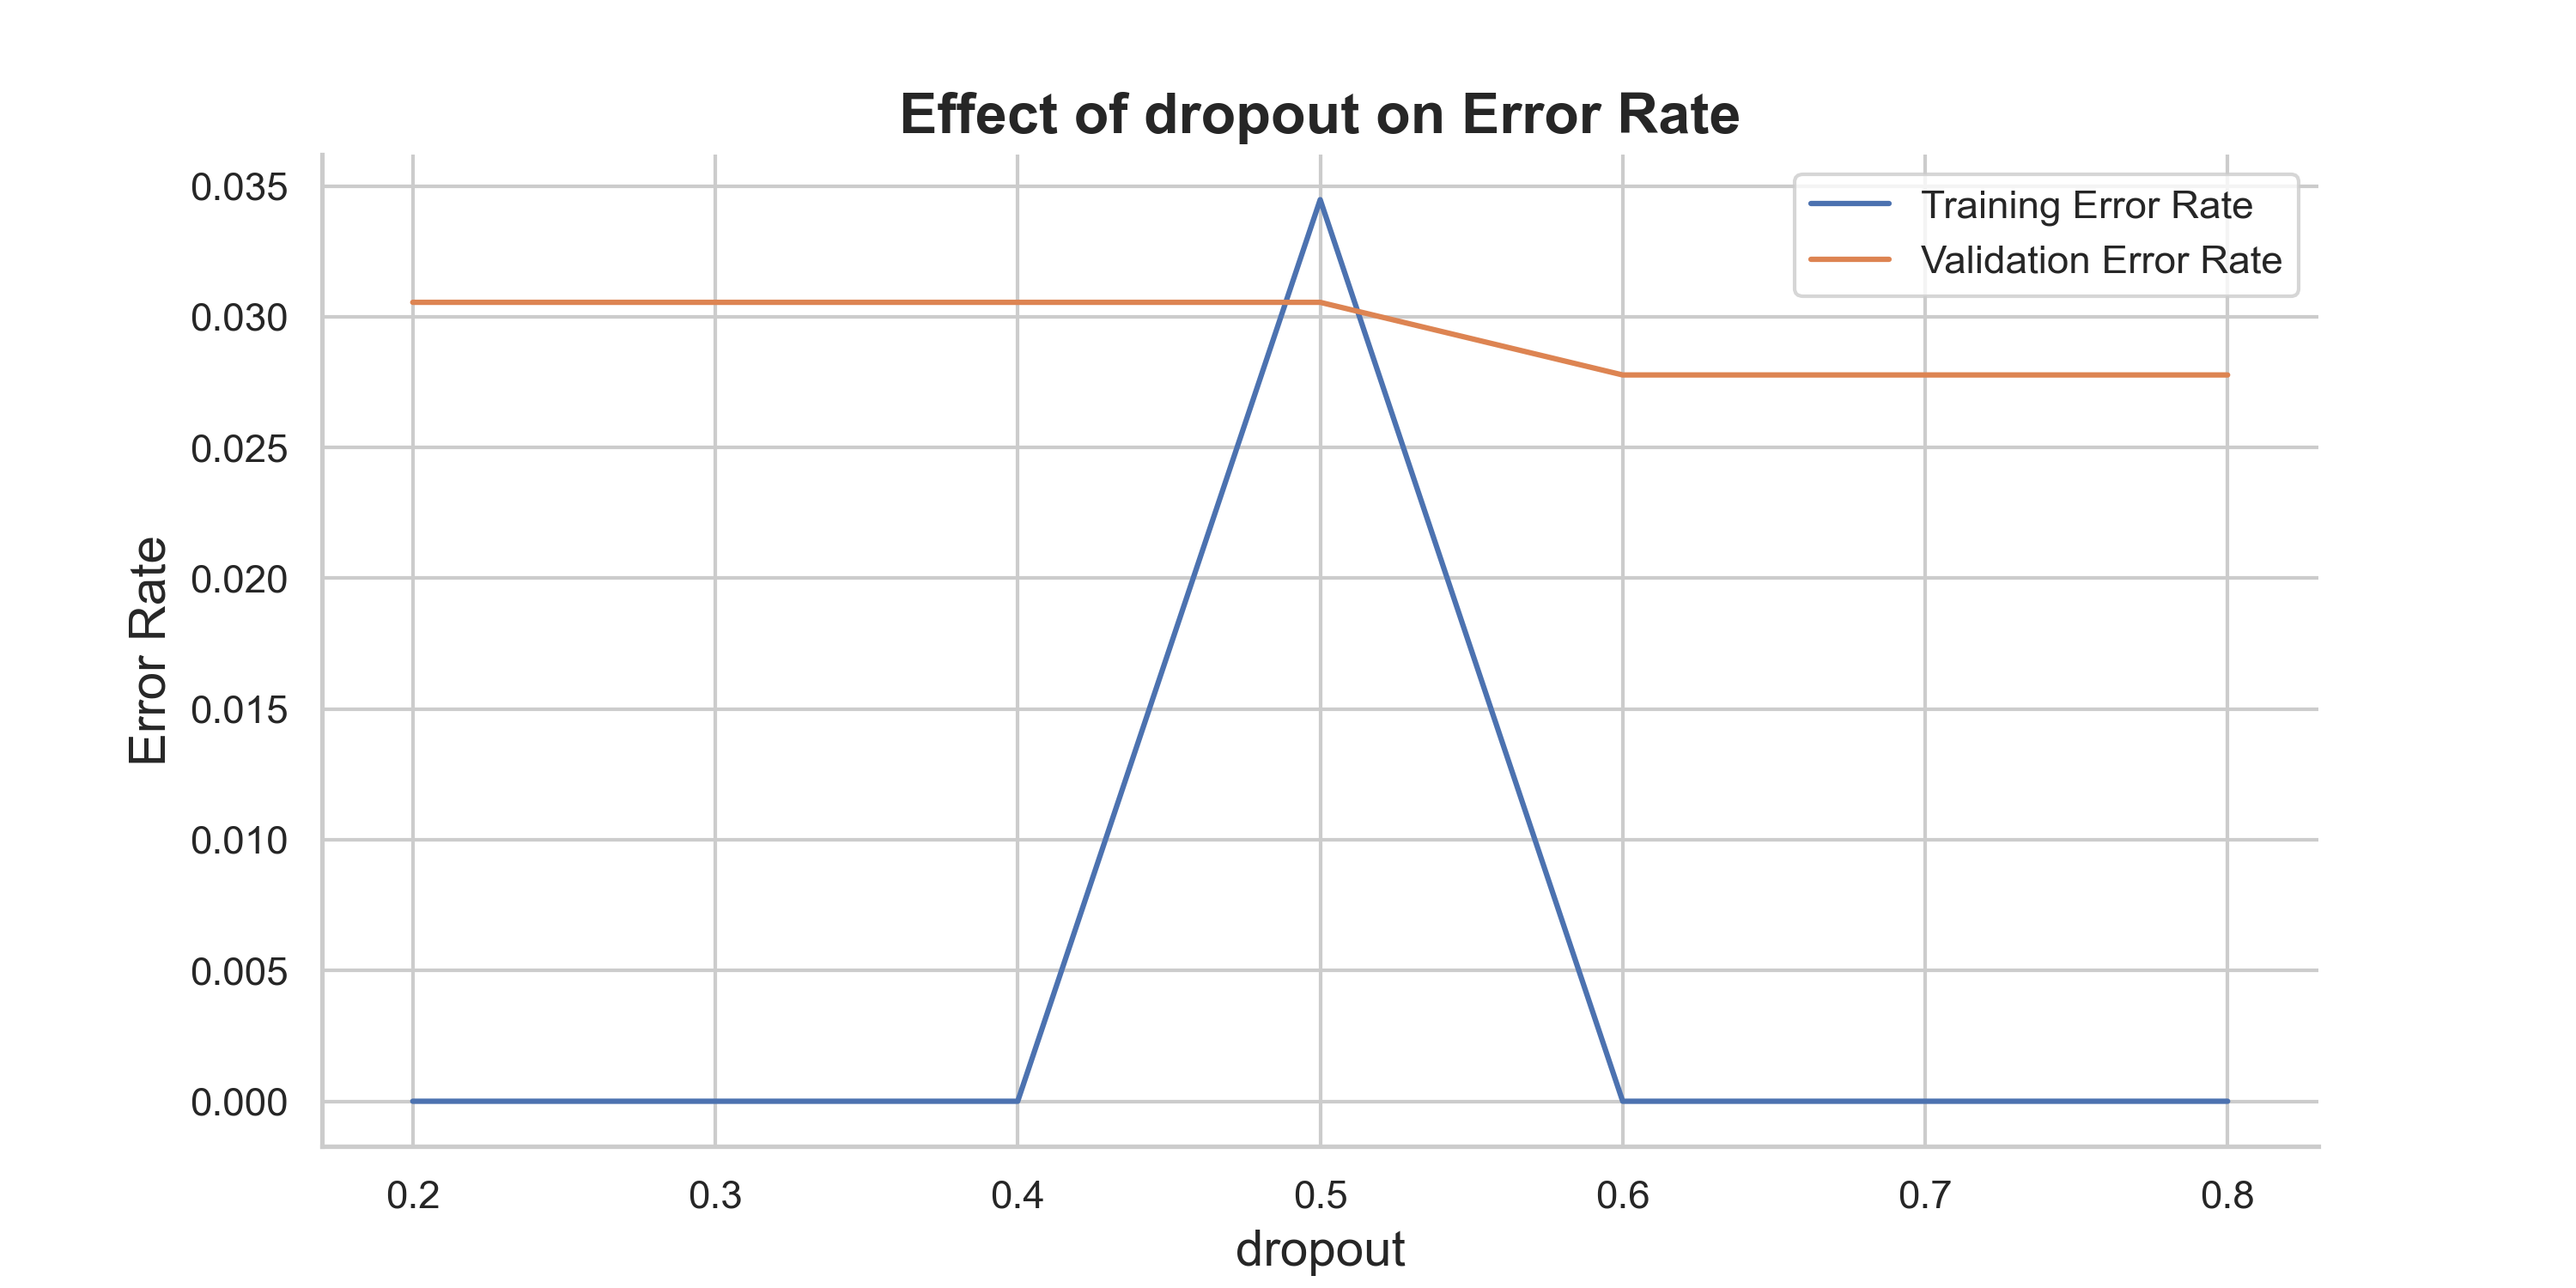 Effect of dropout on Error Rate
Training Error Rate
Validation Error Rate
Error Rate
0.035
0.030
0.025
0.020
0.015
0.010
0.005
0.000
0.2 0.3 0.4 0.5 0.6 0.7 0.8
dropout